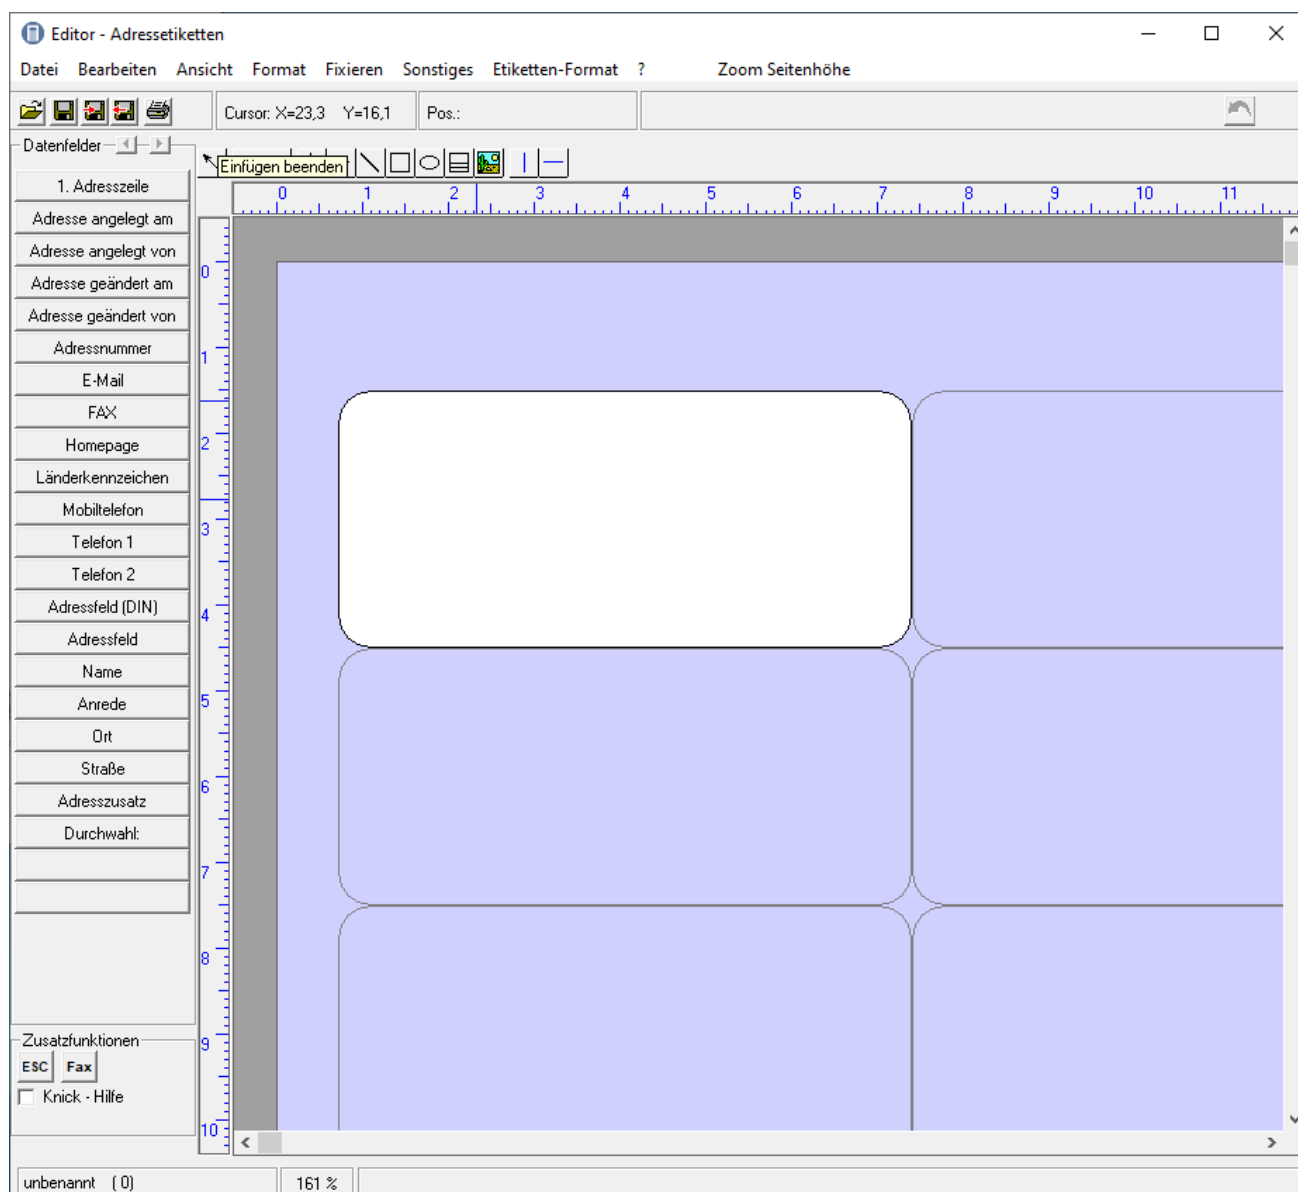 Editor - Adressetiketten
Datei Bearbeiten Ansicht Format Fixieren Sonstiges Etiketten-Format ? Zoom Seitenhöhe
Cursor: X=23,3 Y=16,1 Pos.:
Datenfelder
Einfügen beenden
0 1 2 3 4 5 6 7 8 9 10 11
1. Adresszeile
Adresse angelegt am
Adresse angelegt von
Adresse geändert am
Adresse geändert von
Adressnummer
E-Mail
FAX
Homepage
Länderkennzeichen
Mobiltelefon
Telefon 1
Telefon 2
Adressfeld (DIN)
Adressfeld
Name
Anrede
Ort
Straße
Adresszusatz
Durchwahl:
0
1
2
3
4
5
6
7
8
9
10
Zusatzfunktionen
ESC Fax
Knick - Hilfe
unbenannt ( 0) 161 %